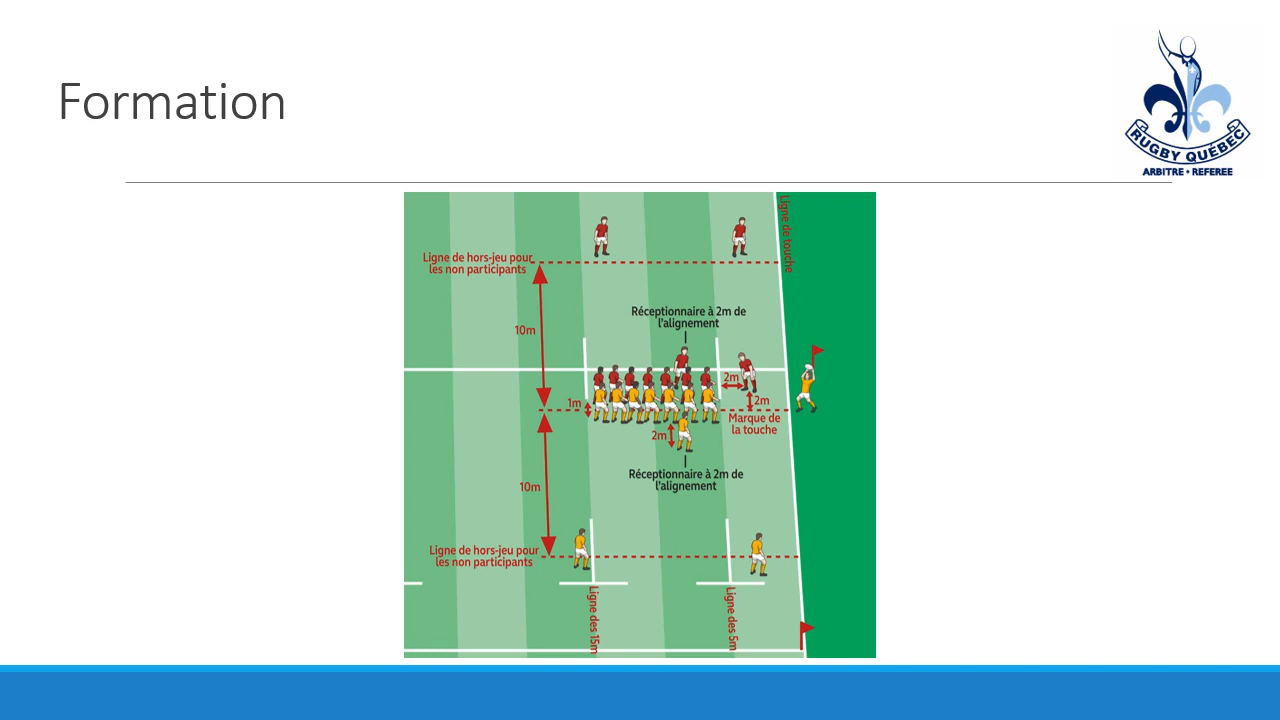 Formation
RUGBY QUÉBEC
ARBITRE • REFEREE
Ligne de touche
Ligne de hors-jeu pour
les non participants
Réceptionnaire à 2m de
l'alignement
10m
2m
1m
2m
Marque de
la touche
2m
Réceptionnaire à 2m de
l'alignement
10m
Ligne de hors-jeu pour
les non participants
Ligne des 15m
Ligne des 5m